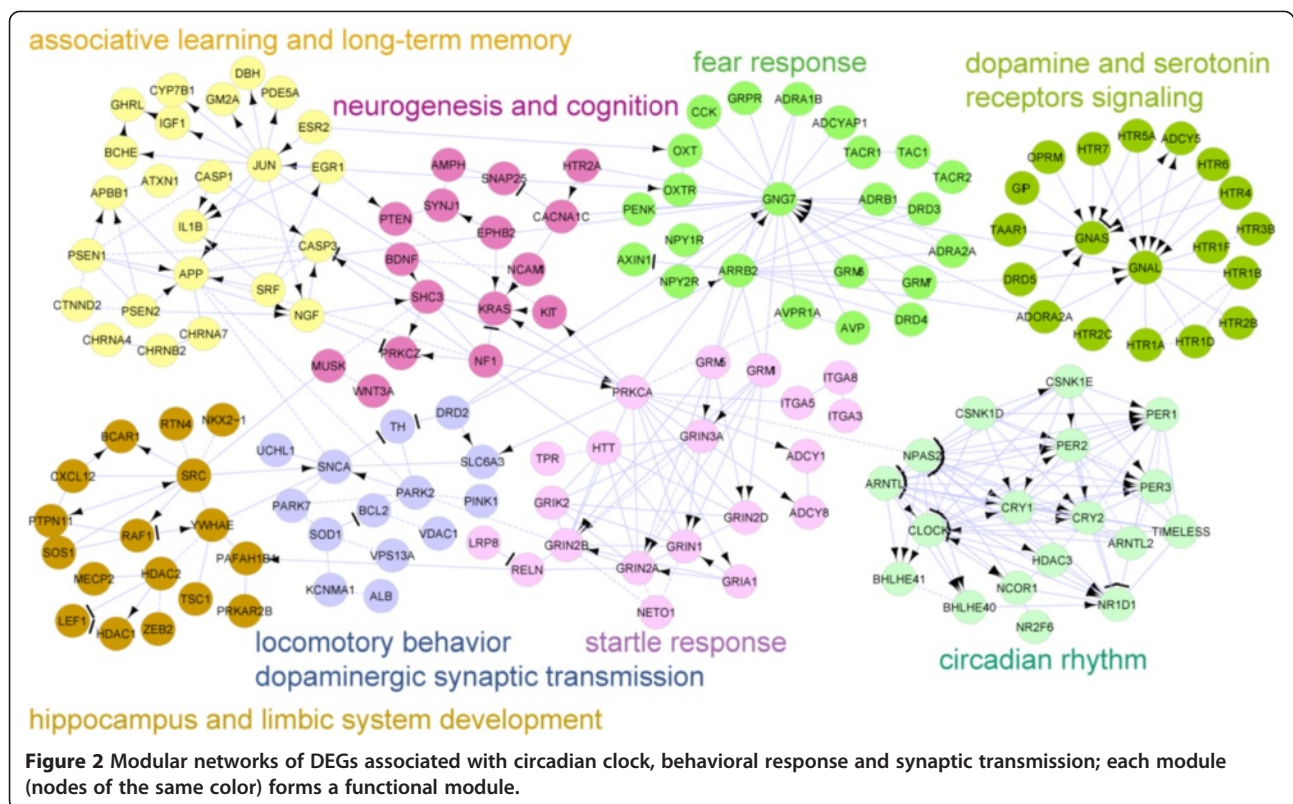 associative learning and long-term memory
DBH
CYP7B1
GM2A
PDE5A
GHRL
IGF1
ESR2
BCHE
JUN
EGR1
ATXN1
CASP1
APBB1
IL1B
CASP3
PSEN1
APP
SRF
CTNND2
PSEN2
NGF
CHRNA4
CHRNB2
CHRNA7
neurogenesis and cognition
AMPH
SNAP25
HTR2A
PTEN
SYNJ1
CACNA1C
EPHB2
BDNF
NCAM1
SHC3
KRAS
KIT
PRKCZ
NF1
MUSK
WNT3A
fear response
CCK
GRPR
ADRA1B
ADCYAP1
OXT
TACR1
TAC1
TACR2
OXTR
GNG7
ADRB1
DRD3
PENK
NPY1R
ADRA2A
AXIN1
NPY2R
ARRB2
GRM6
GRM7
AVPR1A
AVP
DRD4
dopamine and serotonin
receptors signaling
HTR5A
ADCY5
OPRM
HTR7
HTR6
GIP
HTR4
TAAR1
GNAS
HTR3B
HTR1F
GNAL
HTR1B
DRD5
ADORA2A
HTR2C
HTR1A
HTR1D
HTR2B
RTN4
NKX2-1
BCAR1
CXCL12
SRC
PTPN11
RAF1
YWHAE
SOS1
PAFAH1B1
MECP2
HDAC2
TSC1
PRKAR2B
LEF1
HDAC1
ZEB2
hippocampus and limbic system development
DRD2
TH
UCHL1
SNCA
SLC6A3
PARK7
PARK2
PINK1
BCL2
SOD1
VDAC1
VPS13A
KCNMA1
ALB
locomotory behavior
dopaminergic synaptic transmission
GRM5
GRM1
PRKCA
ITGA8
ITGA5
ITGA3
HTT
GRIN3A
TPR
ADCY1
GRIK2
GRIN2D
ADCY8
LRP8
GRIN2B
GRIN1
RELN
GRIN2A
GRIA1
NETO1
startle response
CSNK1E
CSNK1D
PER1
NPAS2
PER2
ARNTL
PER3
CRY1
CRY2
CLOCK
TIMELESS
ARNTL2
HDAC3
BHLHE41
NCOR1
BHLHE40
NR1D1
NR2F6
circadian rhythm
Figure 2 Modular networks of DEGs associated with circadian clock, behavioral response and synaptic transmission; each module
(nodes of the same color) forms a functional module.